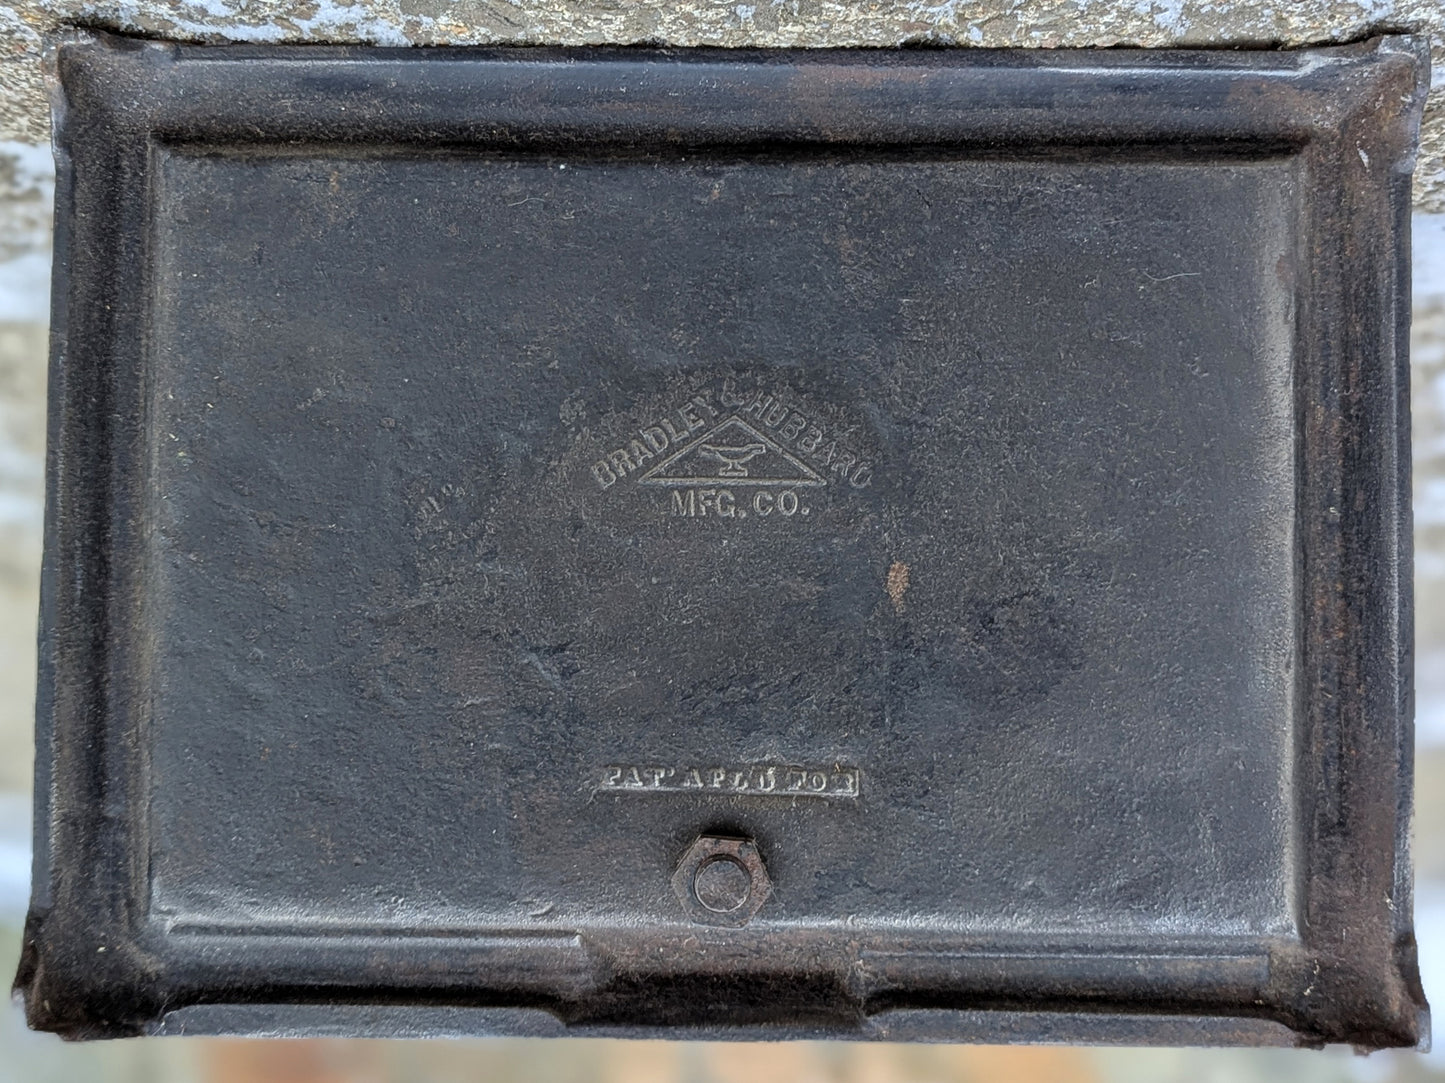 BRADLEY & HUBBARD
MFG. CO.
PAT' APLD FOR